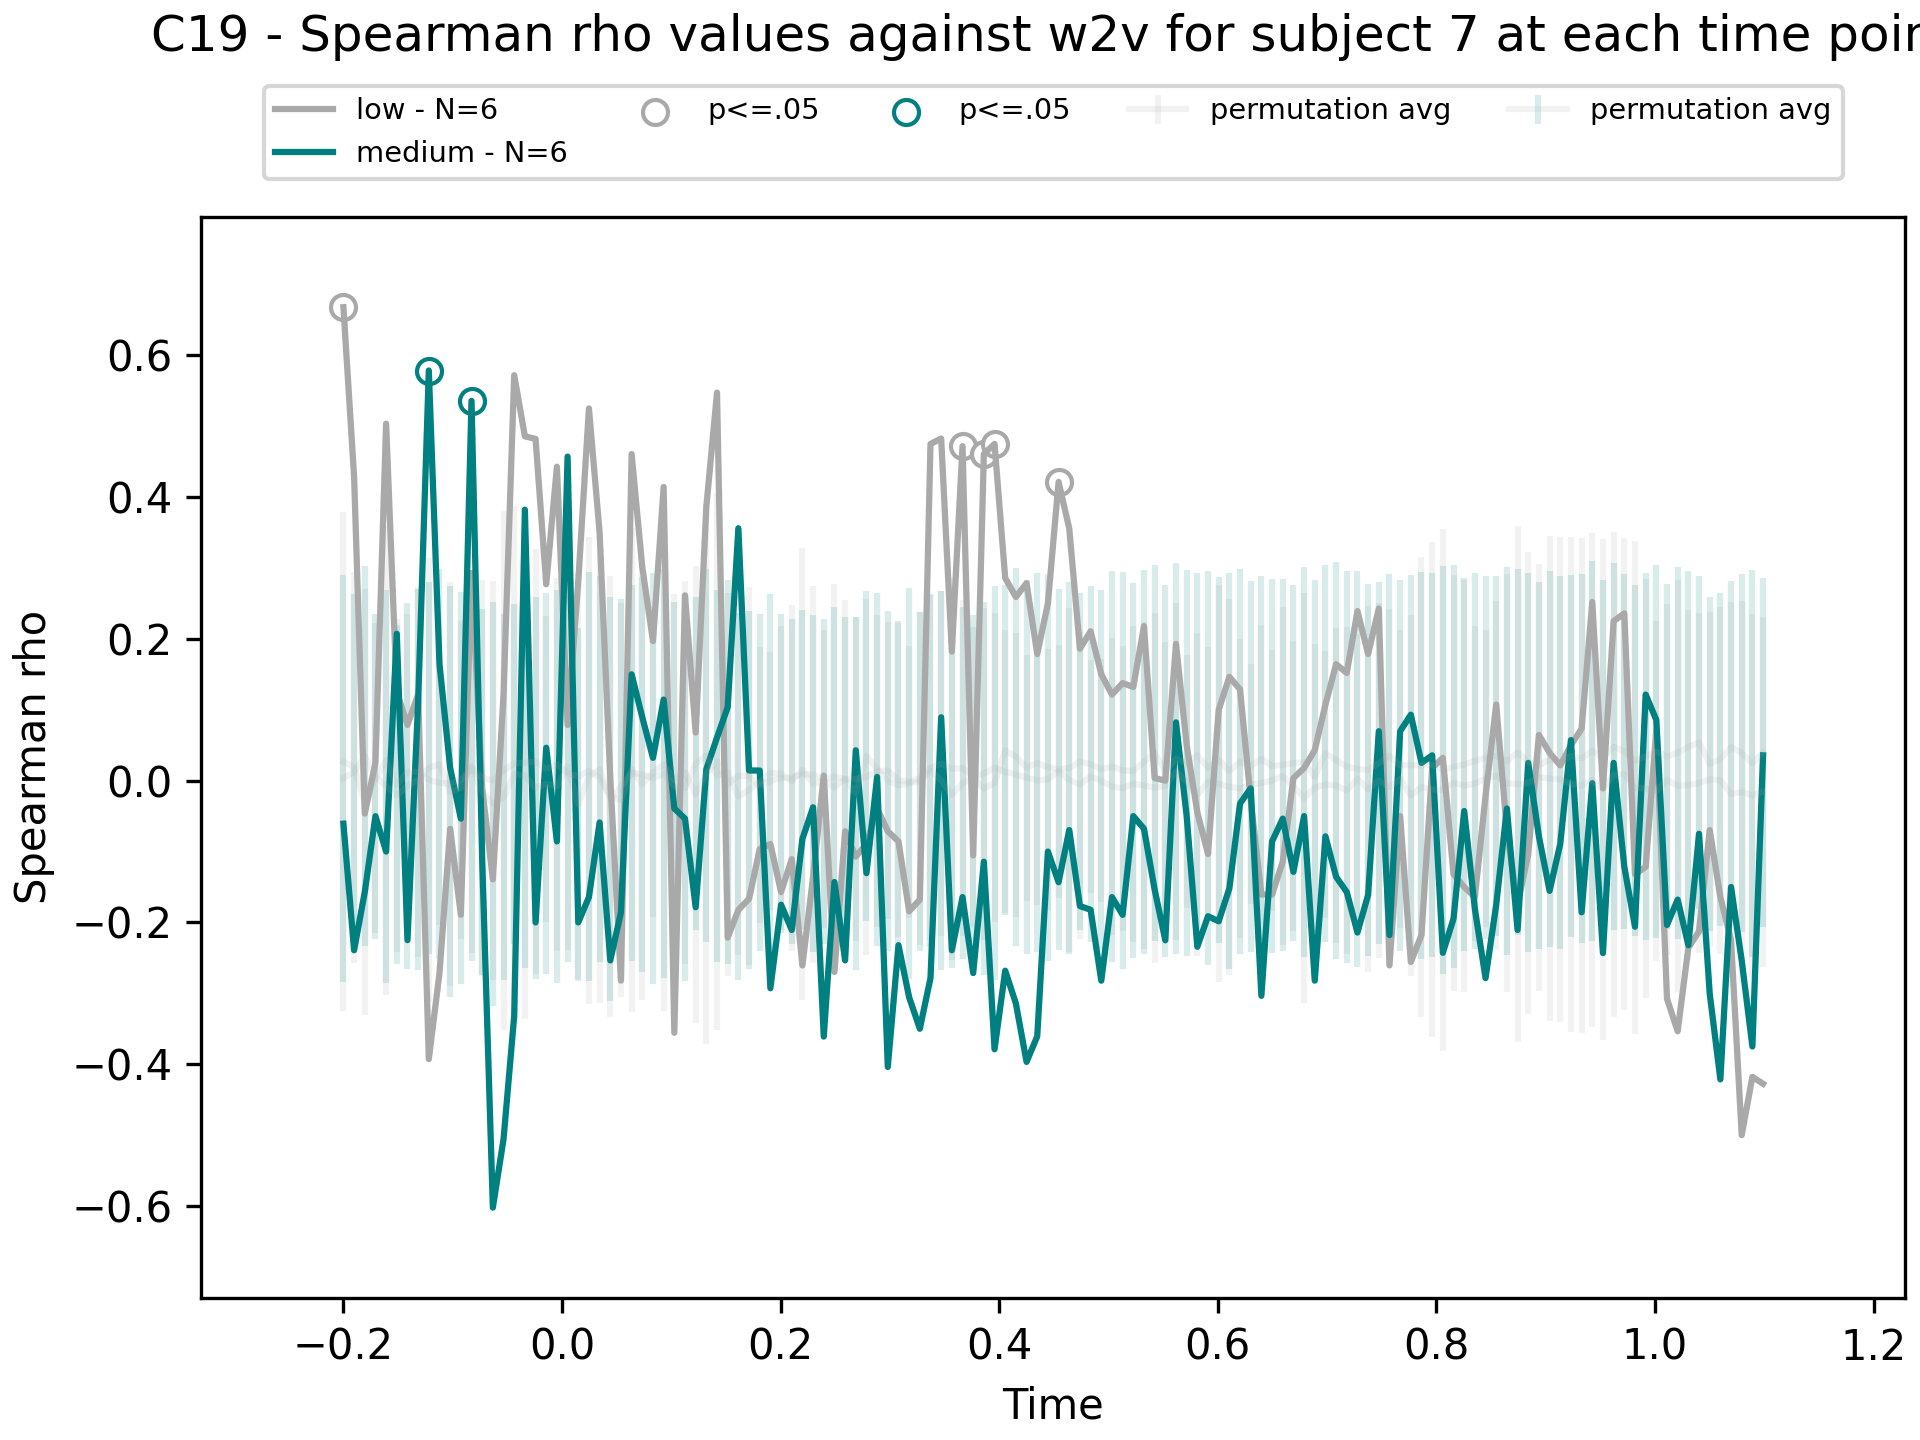 C19 - Spearman rho values against w2v for subject 7 at each time poin
low - N=6
medium - N=6
p<=.05
p<=.05
permutation avg
permutation avg
Spearman rho
0.6
0.4
0.2
0.0
−0.2
−0.4
−0.6
−0.2 0.0 0.2 0.4 0.6 0.8 1.0 1.2
Time